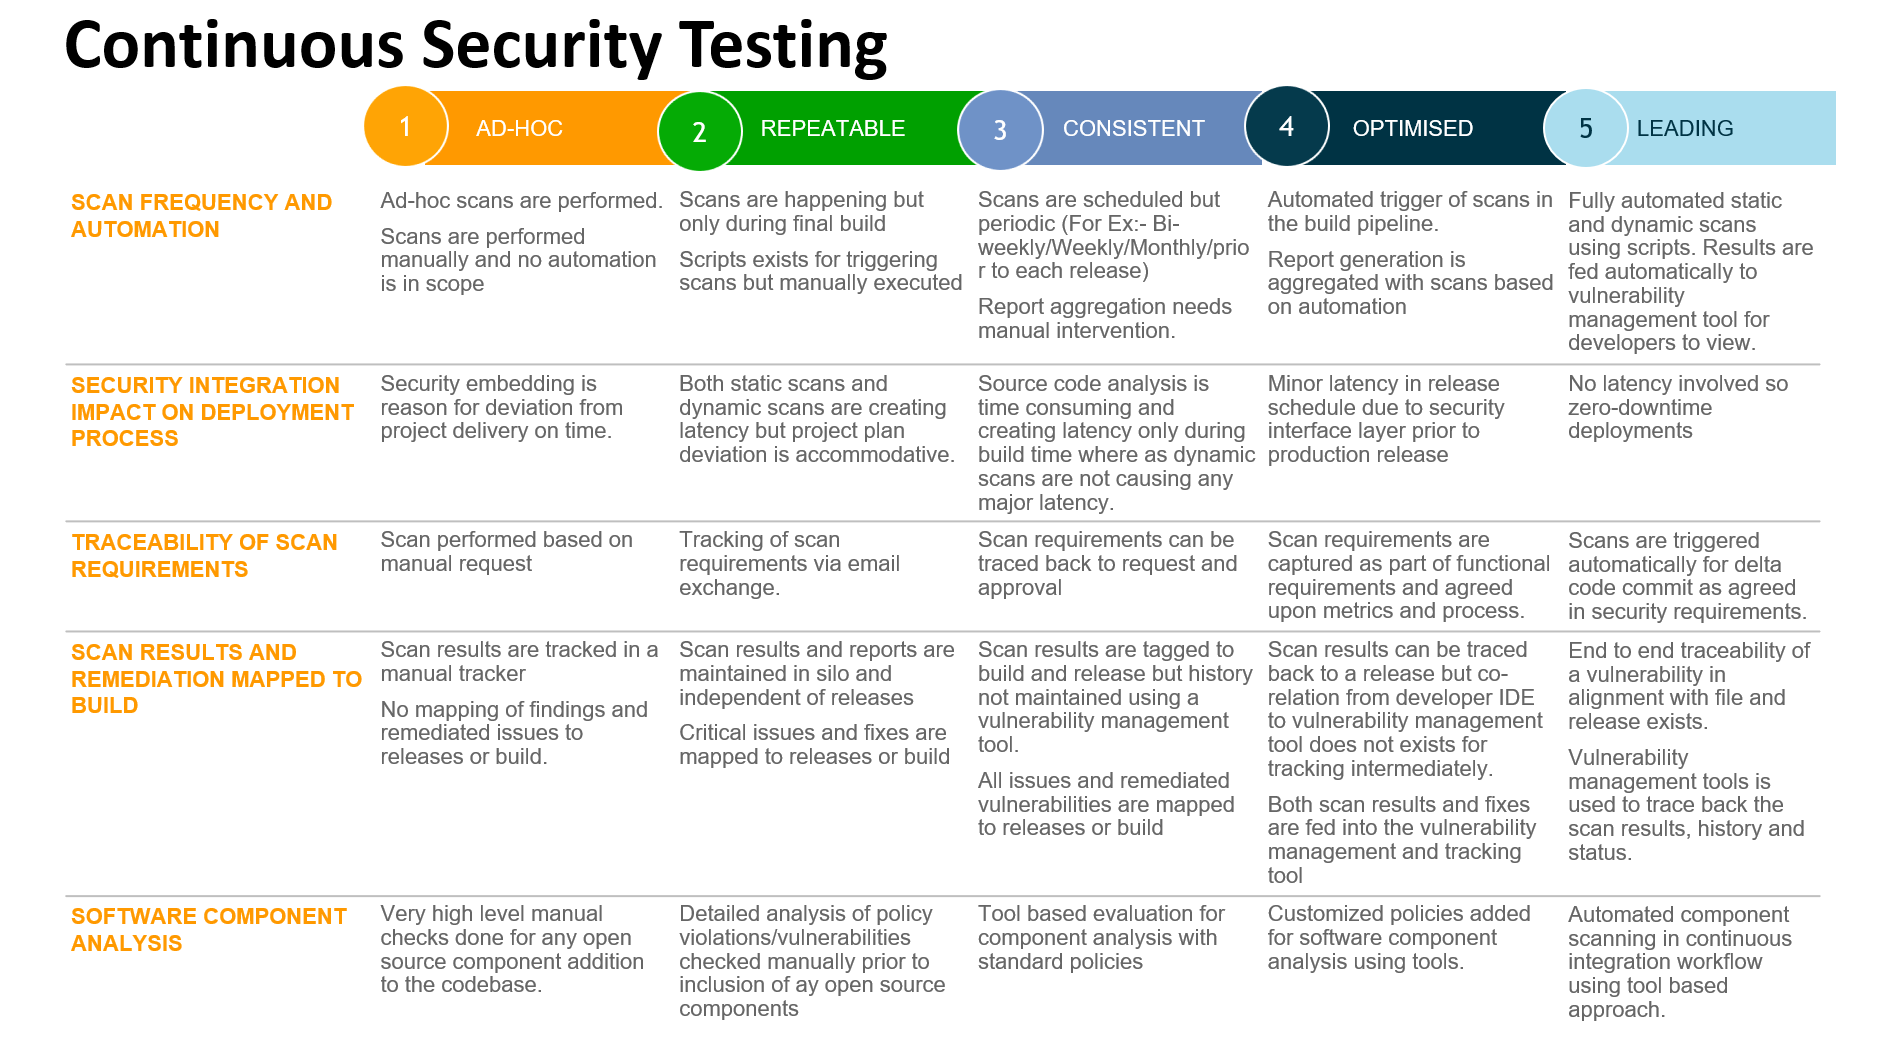 Continuous Security Testing
1 AD-HOC 2 REPEATABLE 3 CONSISTENT 4 OPTIMISED 5 LEADING
SCAN FREQUENCY AND
AUTOMATION
Ad-hoc scans are performed.
Scans are performed
manually and no automation
is in scope
Scans are happening but
only during final build
Scripts exists for triggering
scans but manually executed
Scans are scheduled but
periodic (For Ex:- Bi-
weekly/Weekly/Monthly/prio
r to each release)
Report aggregation needs
manual intervention.
Automated trigger of scans in
the build pipeline.
Report generation is
aggregated with scans based
on automation
Fully automated static
and dynamic scans
using scripts. Results are
fed automatically to
vulnerability
management tool for
developers to view.
SECURITY INTEGRATION
IMPACT ON DEPLOYMENT
PROCESS
Security embedding is
reason for deviation from
project delivery on time.
Both static scans and
dynamic scans are creating
latency but project plan
deviation is accommodative.
Source code analysis is
time consuming and
creating latency only during
build time where as dynamic
scans are not causing any
major latency.
Minor latency in release
schedule due to security
interface layer prior to
production release
No latency involved so
zero-downtime
deployments
TRACEABILITY OF SCAN
REQUIREMENTS
Scan performed based on
manual request
Tracking of scan
requirements via email
exchange.
Scan requirements can be
traced back to request and
approval
Scan requirements are
captured as part of functional
requirements and agreed
upon metrics and process.
Scans are triggered
automatically for delta
code commit as agreed
in security requirements.
SCAN RESULTS AND
REMEDIATION MAPPED TO
BUILD
Scan results are tracked in a
manual tracker
No mapping of findings and
remediated issues to
releases or build.
Scan results and reports are
maintained in silo and
independent of releases
Critical issues and fixes are
mapped to releases or build
Scan results are tagged to
build and release but history
not maintained using a
vulnerability management
tool.
All issues and remediated
vulnerabilities are mapped
to releases or build
Scan results can be traced
back to a release but co-
relation from developer IDE
to vulnerability management
tool does not exists for
tracking intermediately.
Both scan results and fixes
are fed into the vulnerability
management and tracking
tool
End to end traceability of
a vulnerability in
alignment with file and
release exists.
Vulnerability
management tools is
used to trace back the
scan results, history and
status.
SOFTWARE COMPONENT
ANALYSIS
Very high level manual
checks done for any open
source component addition
to the codebase.
Detailed analysis of policy
violations/vulnerabilities
checked manually prior to
inclusion of ay open source
components
Tool based evaluation for
component analysis with
standard policies
Customized policies added
for software component
analysis using tools.
Automated component
scanning in continuous
integration workflow
using tool based
approach.